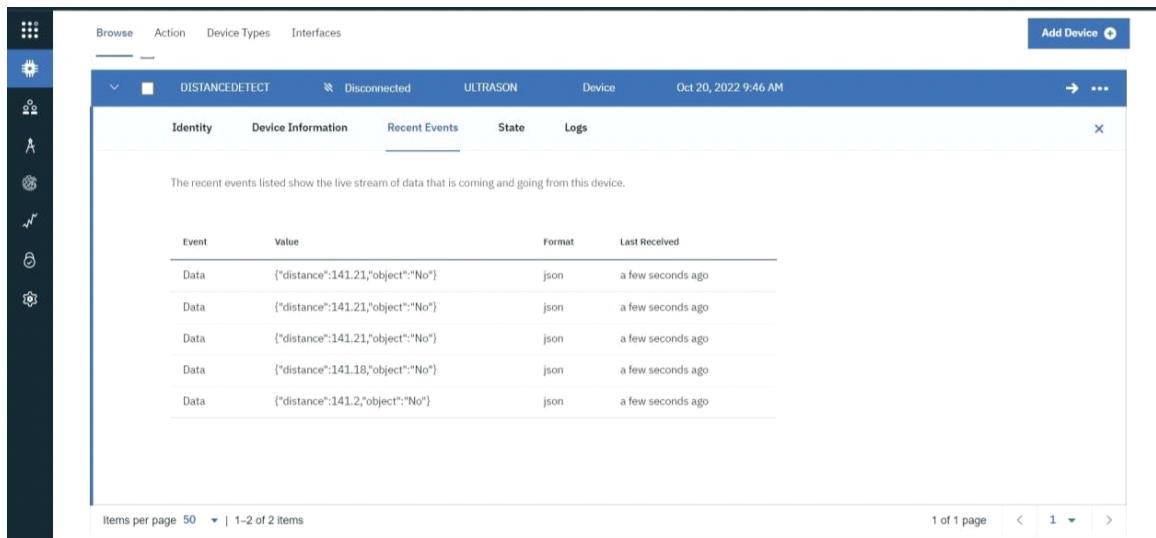 Browse Action Device Types Interfaces Add Device
DISTANCEDETECT Disconnected ULTRASON Device Oct 20, 2022 9:46 AM
Identity Device Information Recent Events State Logs
The recent events listed show the live stream of data that is coming and going from this device.
Event Value Format Last Received
Data {"distance":141.21,"object":"No"} json a few seconds ago
Data {"distance":141.21,"object":"No"} json a few seconds ago
Data {"distance":141.21,"object":"No"} json a few seconds ago
Data {"distance":141.18,"object":"No"} json a few seconds ago
Data {"distance":141.2,"object":"No"} json a few seconds ago
Items per page 50 | 1–2 of 2 items 1 of 1 page 1